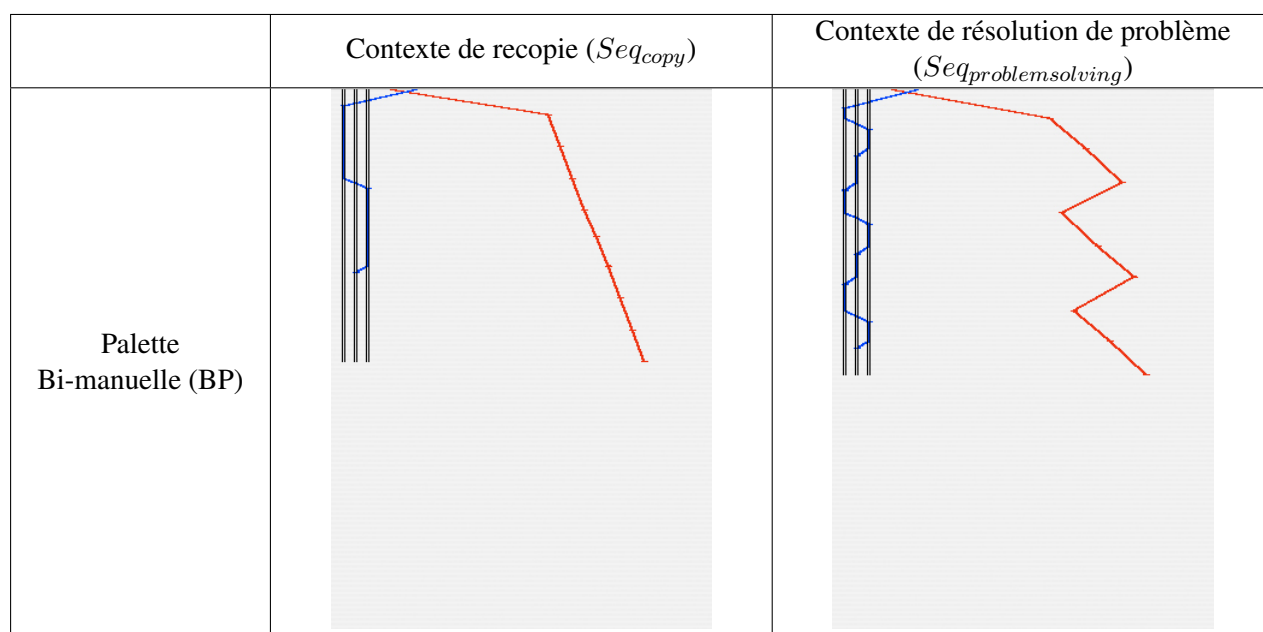 Contexte de recopie (Seq_copy)
Contexte de résolution de problème
(Seq_problemsolving)
Palette
Bi-manuelle (BP)